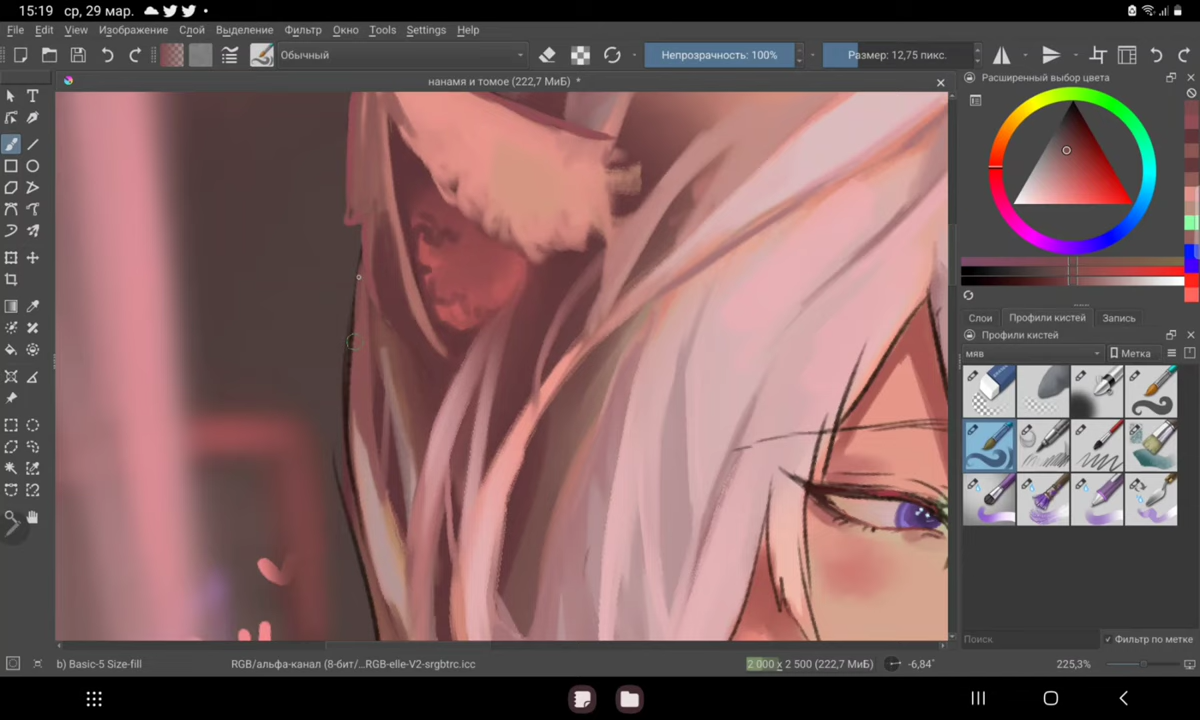 15:19 ср, 29 мар.
File Edit View Изображение Слой Выделение Фильтр Окно Tools Settings Help
Обычный Непрозрачность: 100% Размер: 12,75 пикс.
нанамя и томое (222,7 МиБ) *
Расширенный выбор цвета
Слои Профили кистей Запись
Профили кистей
мяв Метка
Поиск Фильтр по метке
b) Basic-5 Size-fill RGB/альфа-канал (8-бит/...RGB-elle-V2-srgbtrc.icc 2 000 x 2 500 (222,7 МиБ) -6,84° 225,3%